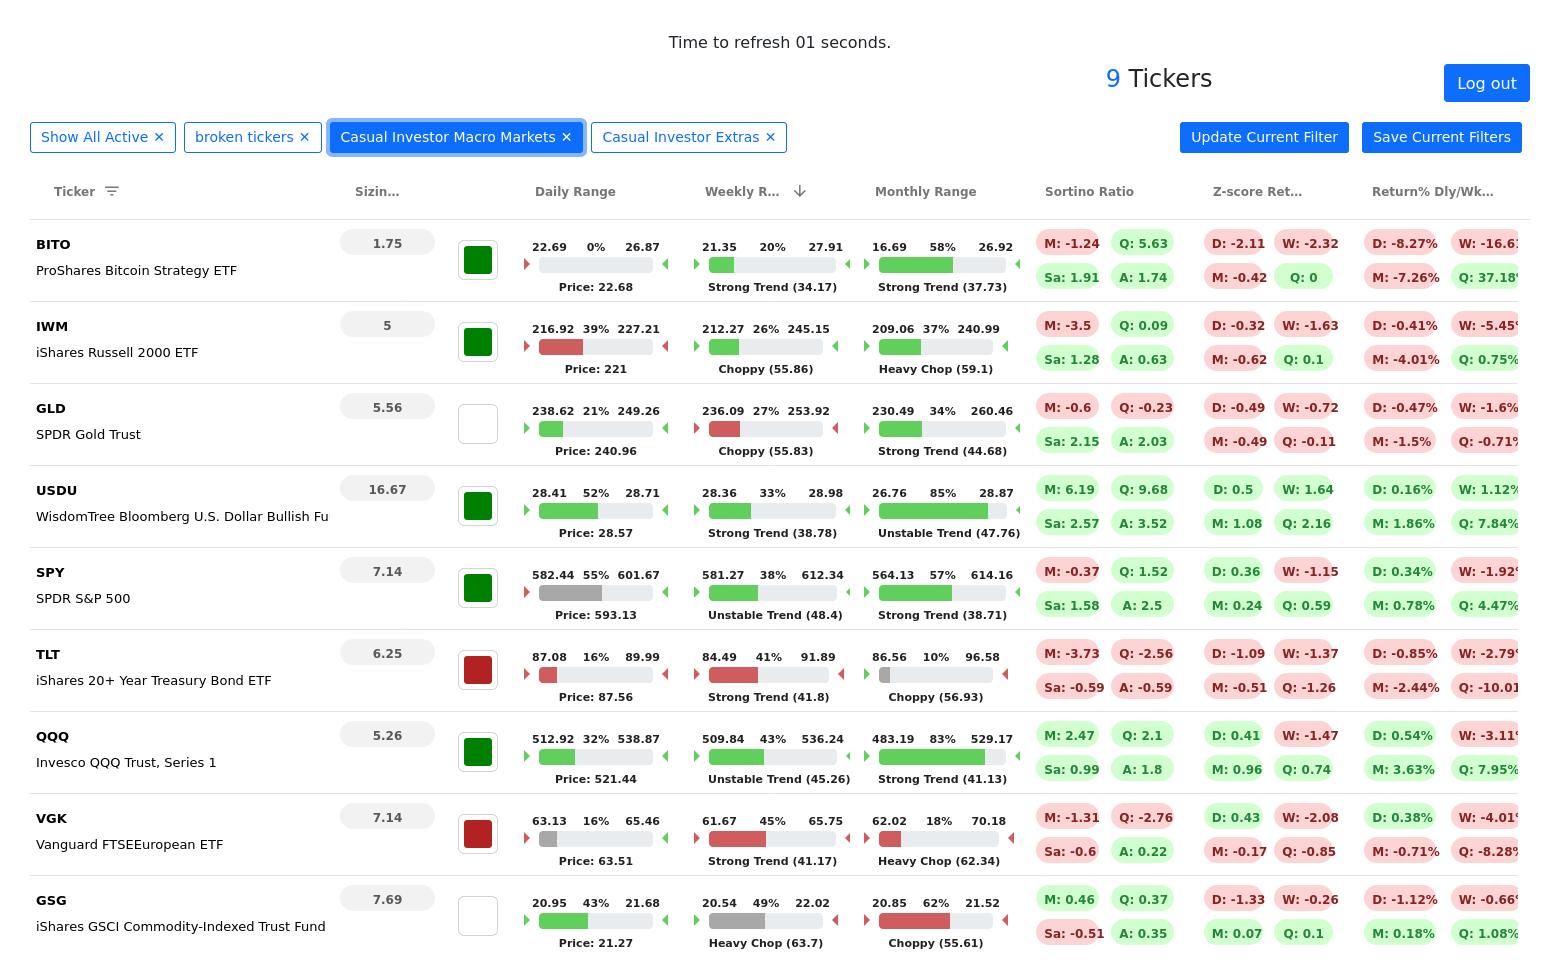 Time to refresh 01 seconds.
9 Tickers
Log out
Show All Active ✕ broken tickers ✕ Casual Investor Macro Markets ✕ Casual Investor Extras ✕ Update Current Filter Save Current Filters
Ticker Sizin... Daily Range Weekly R... Monthly Range Sortino Ratio Z-score Ret... Return% Dly/Wk...
BITO 1.75 22.69 0% 26.87 21.35 20% 27.91 16.69 58% 26.92 M: -1.24 Q: 5.63 D: -2.11 W: -2.32 D: -8.27% W: -16.61
ProShares Bitcoin Strategy ETF Price: 22.68 Strong Trend (34.17) Strong Trend (37.73) Sa: 1.91 A: 1.74 M: -0.42 Q: 0 M: -7.26% Q: 37.18%
IWM 5 216.92 39% 227.21 212.27 26% 245.15 209.06 37% 240.99 M: -3.5 Q: 0.09 D: -0.32 W: -1.63 D: -0.41% W: -5.45%
iShares Russell 2000 ETF Price: 221 Choppy (55.86) Heavy Chop (59.1) Sa: 1.28 A: 0.63 M: -0.62 Q: 0.1 M: -4.01% Q: 0.75%
GLD 5.56 238.62 21% 249.26 236.09 27% 253.92 230.49 34% 260.46 M: -0.6 Q: -0.23 D: -0.49 W: -0.72 D: -0.47% W: -1.6%
SPDR Gold Trust Price: 240.96 Choppy (55.83) Strong Trend (44.68) Sa: 2.15 A: 2.03 M: -0.49 Q: -0.11 M: -1.5% Q: -0.71%
USDU 16.67 28.41 52% 28.71 28.36 33% 28.98 26.76 85% 28.87 M: 6.19 Q: 9.68 D: 0.5 W: 1.64 D: 0.16% W: 1.12%
WisdomTree Bloomberg U.S. Dollar Bullish Fu Price: 28.57 Strong Trend (38.78) Unstable Trend (47.76) Sa: 2.57 A: 3.52 M: 1.08 Q: 2.16 M: 1.86% Q: 7.84%
SPY 7.14 582.44 55% 601.67 581.27 38% 612.34 564.13 57% 614.16 M: -0.37 Q: 1.52 D: 0.36 W: -1.15 D: 0.34% W: -1.92%
SPDR S&P 500 Price: 593.13 Unstable Trend (48.4) Strong Trend (38.71) Sa: 1.58 A: 2.5 M: 0.24 Q: 0.59 M: 0.78% Q: 4.47%
TLT 6.25 87.08 16% 89.99 84.49 41% 91.89 86.56 10% 96.58 M: -3.73 Q: -2.56 D: -1.09 W: -1.37 D: -0.85% W: -2.79%
iShares 20+ Year Treasury Bond ETF Price: 87.56 Strong Trend (41.8) Choppy (56.93) Sa: -0.59 A: -0.59 M: -0.51 Q: -1.26 M: -2.44% Q: -10.01
QQQ 5.26 512.92 32% 538.87 509.84 43% 536.24 483.19 83% 529.17 M: 2.47 Q: 2.1 D: 0.41 W: -1.47 D: 0.54% W: -3.11%
Invesco QQQ Trust, Series 1 Price: 521.44 Unstable Trend (45.26) Strong Trend (41.13) Sa: 0.99 A: 1.8 M: 0.96 Q: 0.74 M: 3.63% Q: 7.95%
VGK 7.14 63.13 16% 65.46 61.67 45% 65.75 62.02 18% 70.18 M: -1.31 Q: -2.76 D: 0.43 W: -2.08 D: 0.38% W: -4.01%
Vanguard FTSEEuropean ETF Price: 63.51 Strong Trend (41.17) Heavy Chop (62.34) Sa: -0.6 A: 0.22 M: -0.17 Q: -0.85 M: -0.71% Q: -8.28%
GSG 7.69 20.95 43% 21.68 20.54 49% 22.02 20.85 62% 21.52 M: 0.46 Q: 0.37 D: -1.33 W: -0.26 D: -1.12% W: -0.66%
iShares GSCI Commodity-Indexed Trust Fund Price: 21.27 Heavy Chop (63.7) Choppy (55.61) Sa: -0.51 A: 0.35 M: 0.07 Q: 0.1 M: 0.18% Q: 1.08%